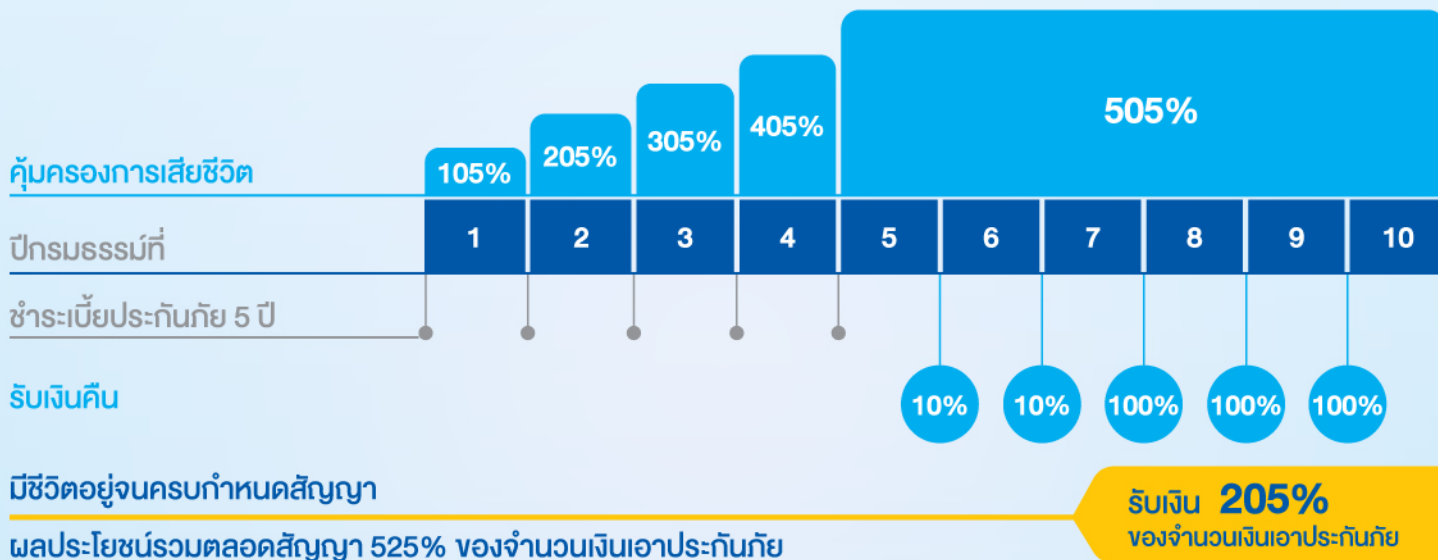 505%
405%
305%
205%
105%
คุ้มครองการเสียชีวิต
ปีกรมธรรม์ที่ 1 2 3 4 5 6 7 8 9 10
ชำระเบี้ยประกันภัย 5 ปี
รับเงินคืน 10% 10% 100% 100% 100%
มีชีวิตอยู่จนครบกำหนดสัญญา
รับเงิน 205%
ของจำนวนเงินเอาประกันภัย
ผลประโยชน์รวมตลอดสัญญา 525% ของจำนวนเงินเอาประกันภัย